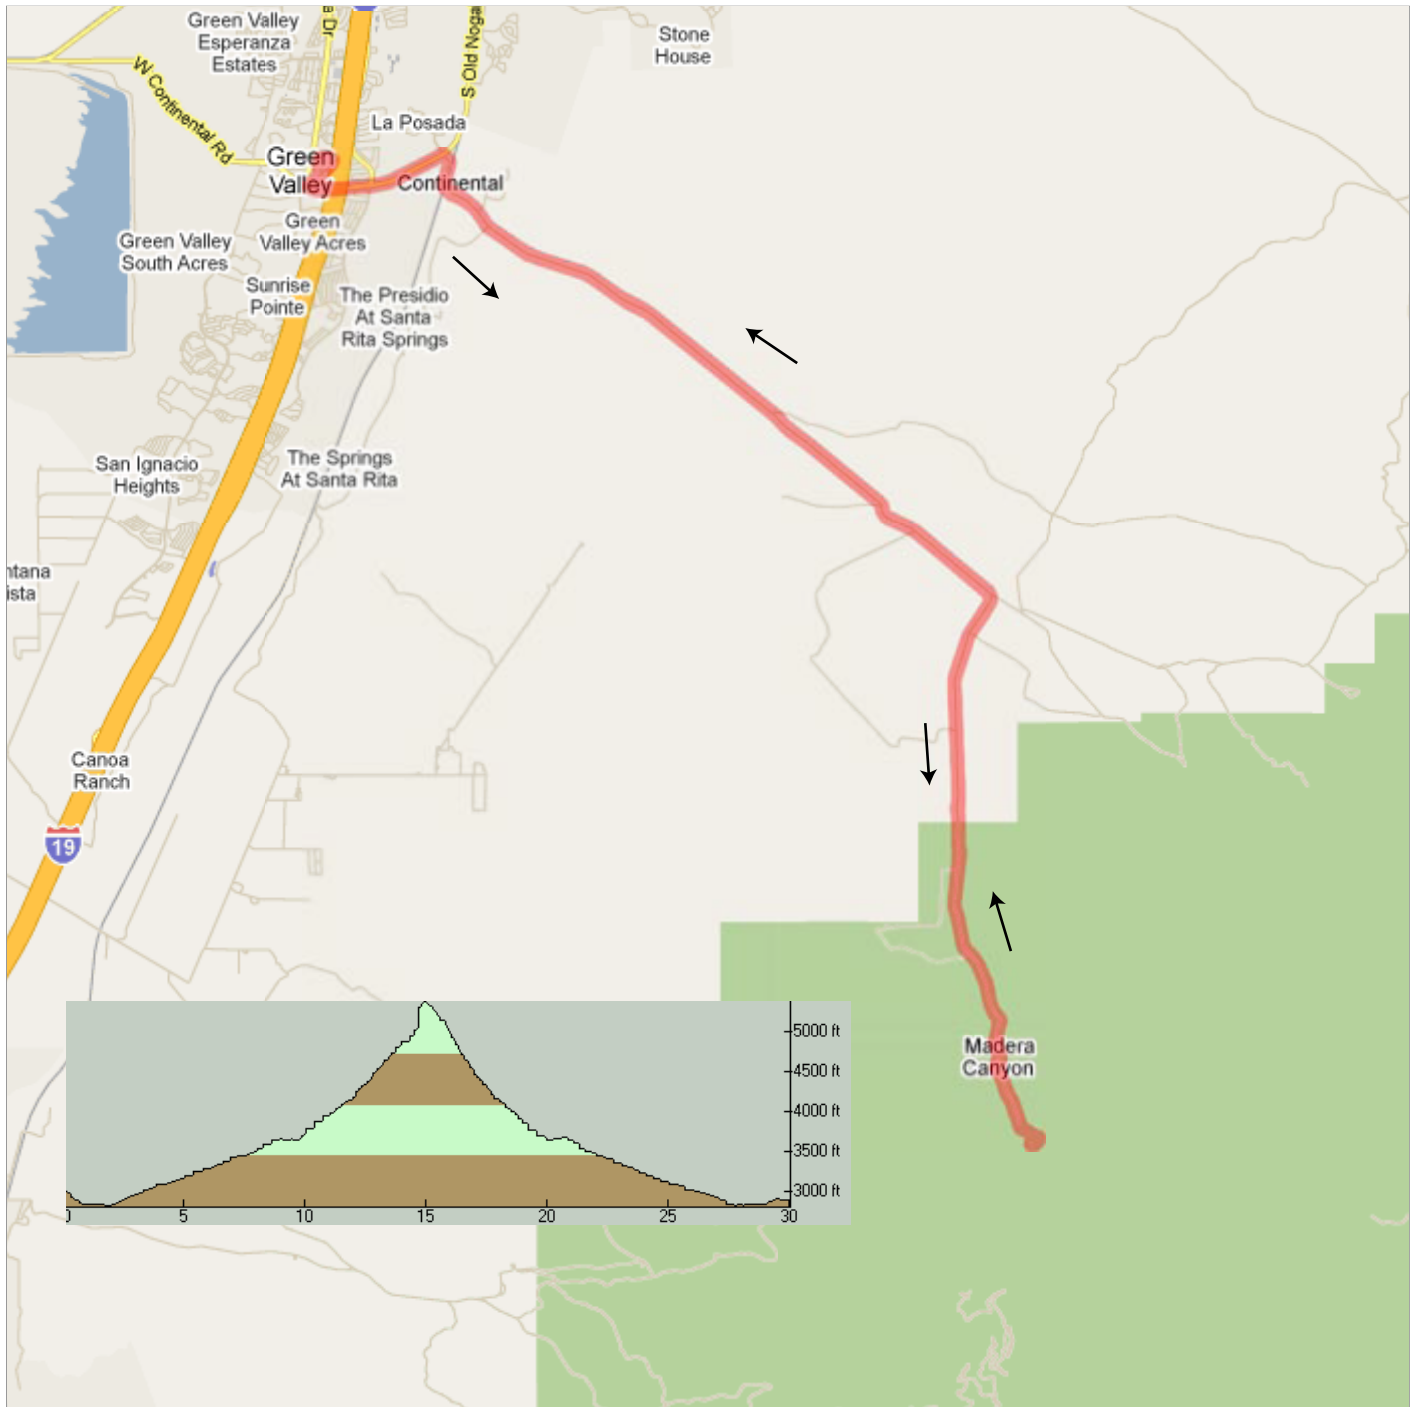 Green Valley
Esperanza
Estates
a Dr
S Old Noga
Stone
House
W Continental Rd
La Posada
Green
Valley
Continental
Green
Valley Acres
Green Valley
South Acres
Sunrise
Pointe
The Presidio
At Santa
Rita Springs
San Ignacio
Heights
The Springs
At Santa Rita
ntana
ista
Canoa
Ranch
19
Madera
Canyon
5000 ft
4500 ft
4000 ft
3500 ft
3000 ft
0 5 10 15 20 25 30